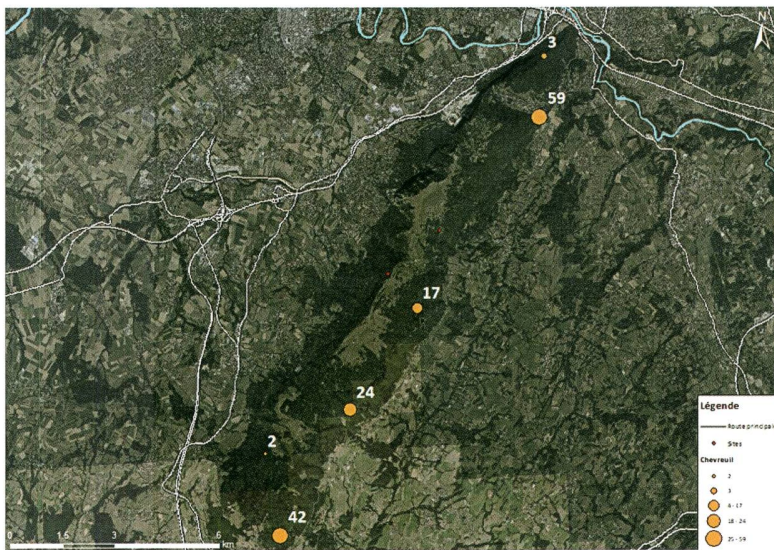 N
3
59
17
24
2
42
0 1.5 3 6
km
Légende
Route principale
Sites
Chevreuil
2
3
6 - 17
18 - 24
25 - 59